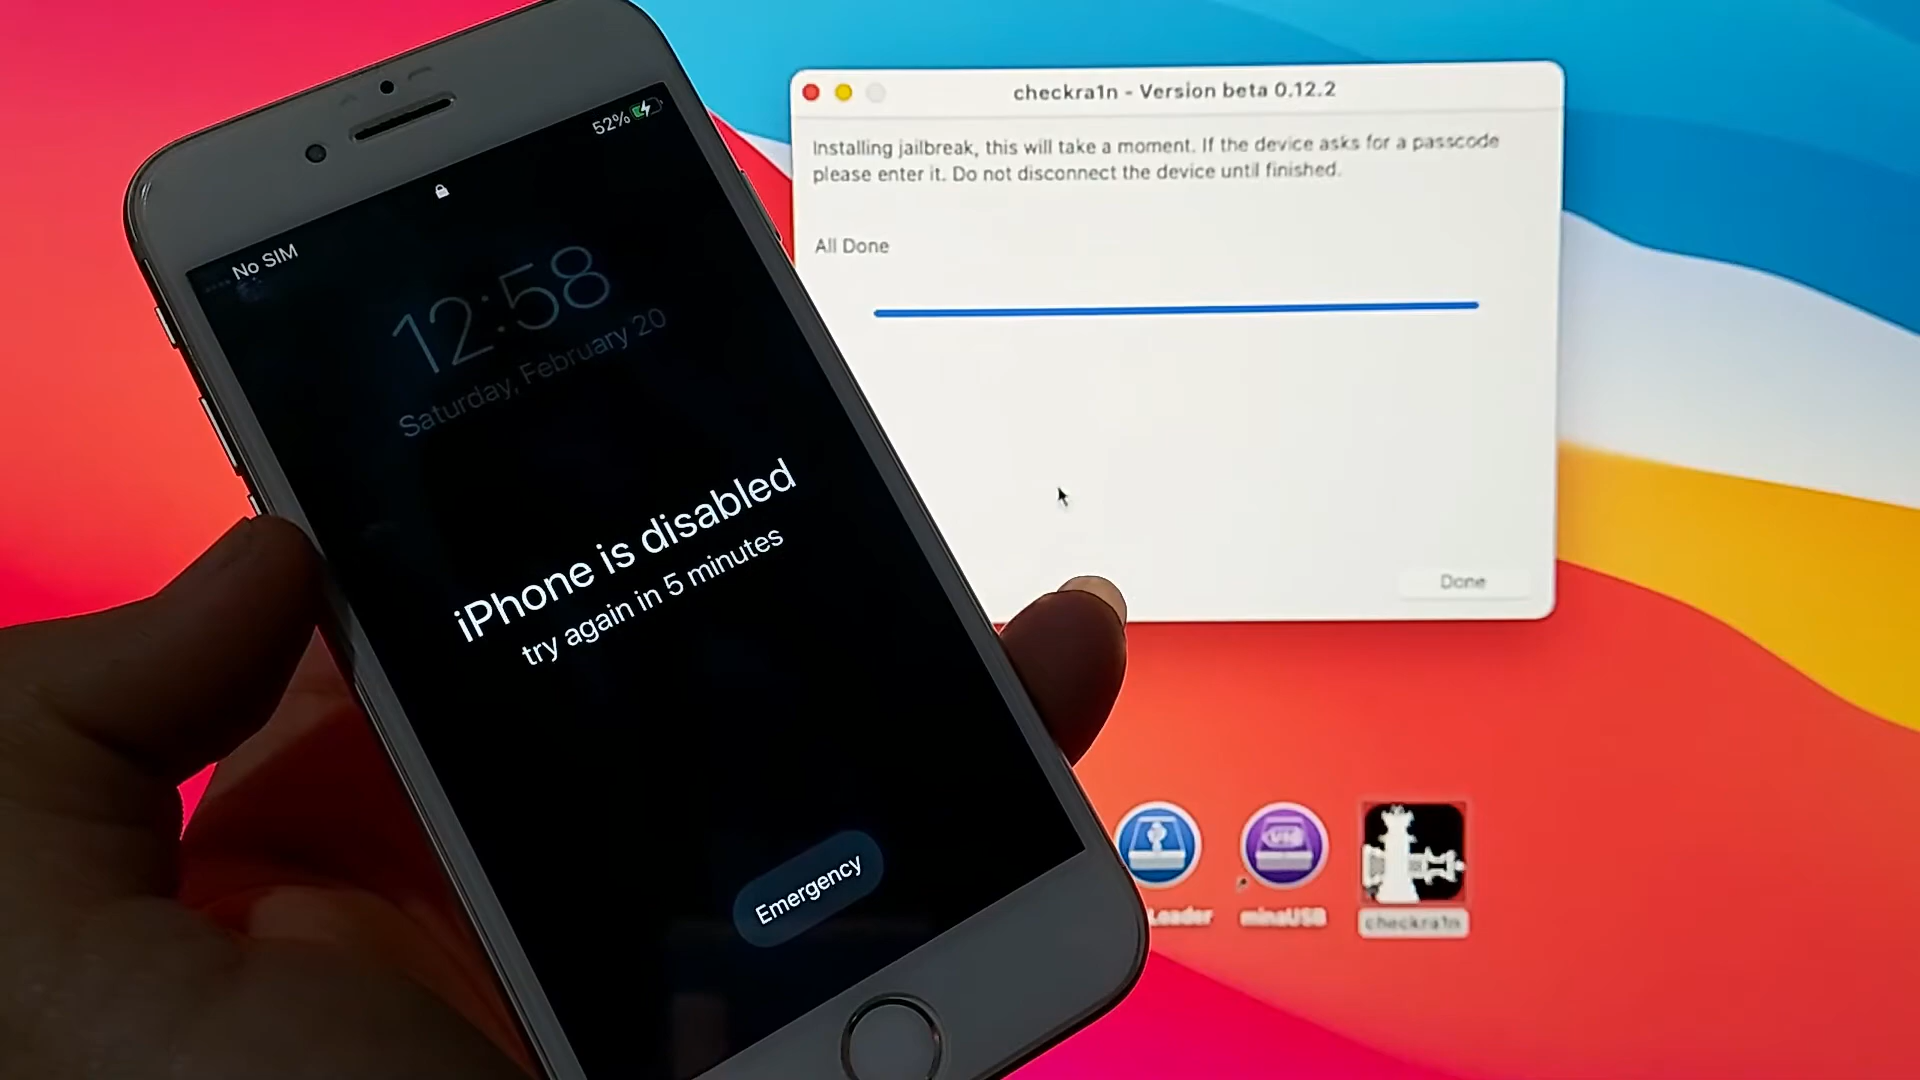 52%
No SIM
12:58
Saturday, February 20
iPhone is disabled
try again in 5 minutes
Emergency
checkra1n - Version beta 0.12.2
Installing jailbreak, this will take a moment. If the device asks for a passcode
please enter it. Do not disconnect the device until finished.
All Done
Done
Loader
minaUSB
checkra1n